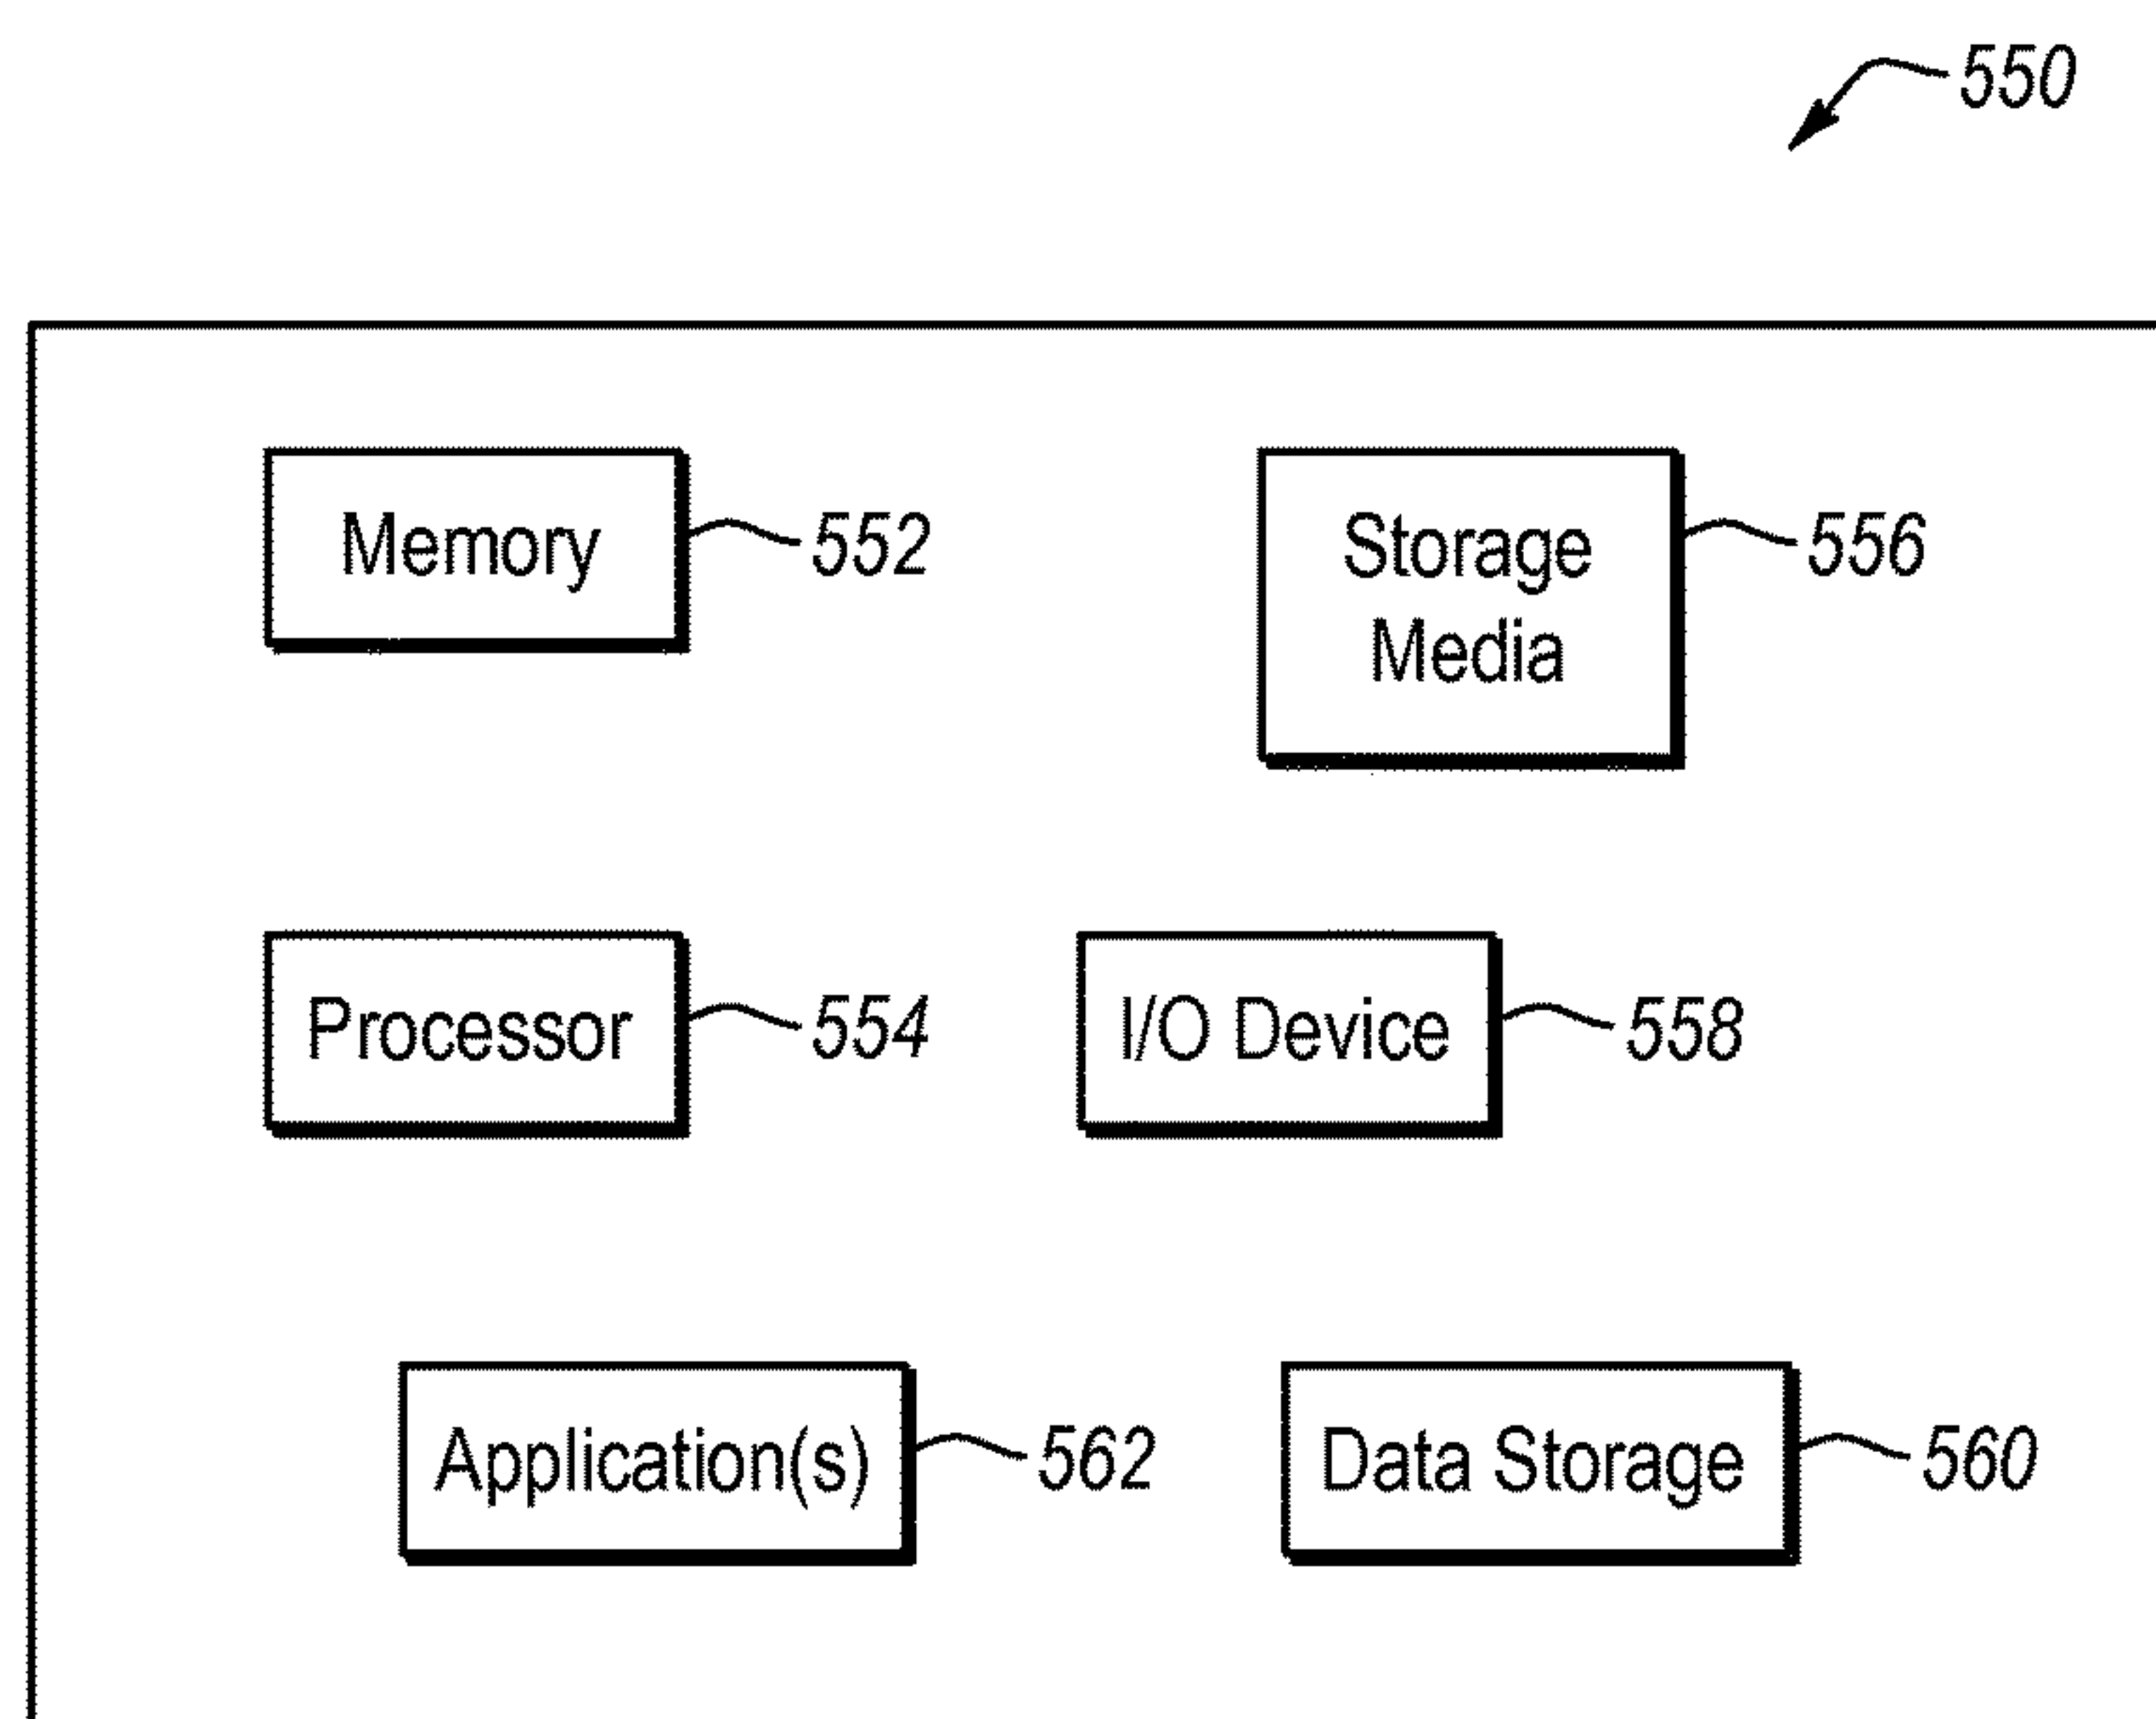 550
Memory 552
Storage 556
Media
Processor 554
I/O Device 558
Application(s) 562
Data Storage 560